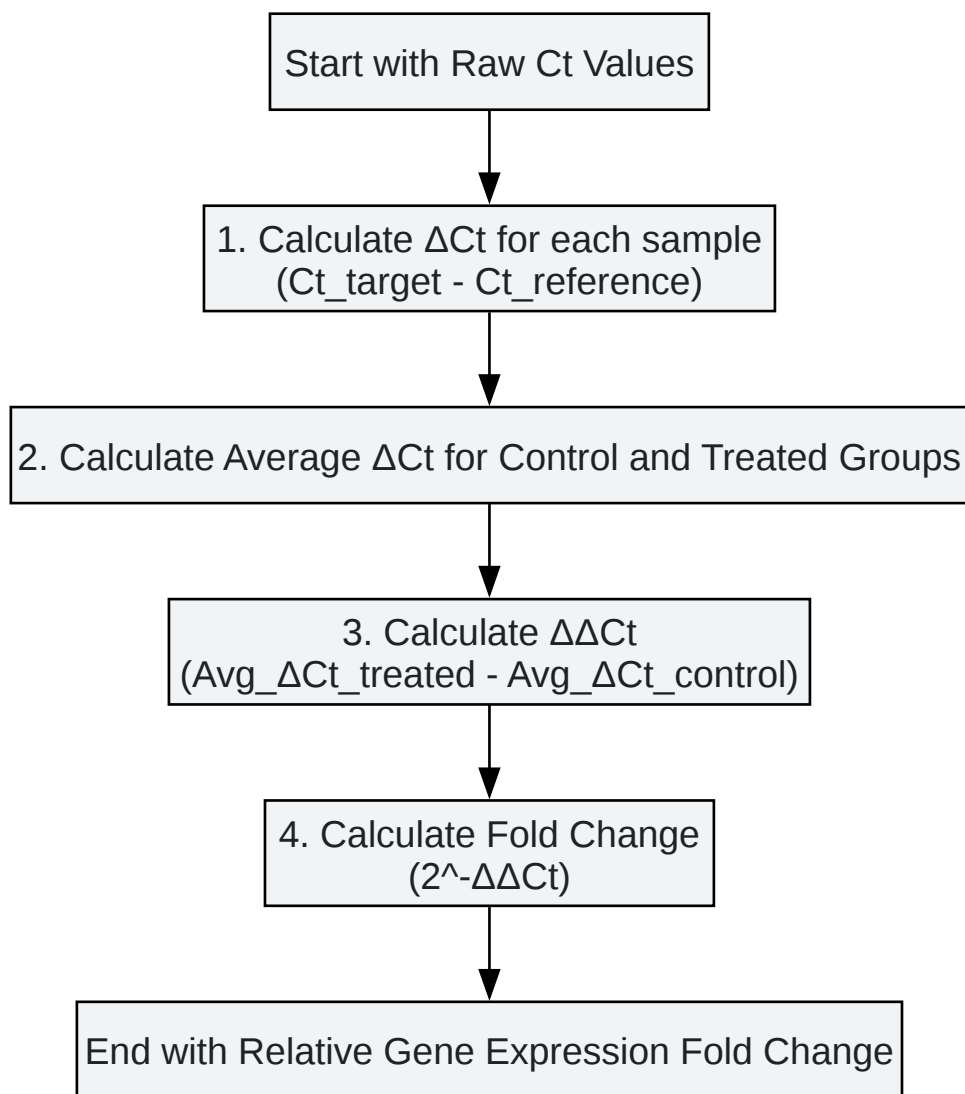 Start with Raw Ct Values
1. Calculate ΔCt for each sample
(Ct_target - Ct_reference)
2. Calculate Average ΔCt for Control and Treated Groups
3. Calculate ΔΔCt
(Avg_ΔCt_treated - Avg_ΔCt_control)
4. Calculate Fold Change
(2^-ΔΔCt)
End with Relative Gene Expression Fold Change